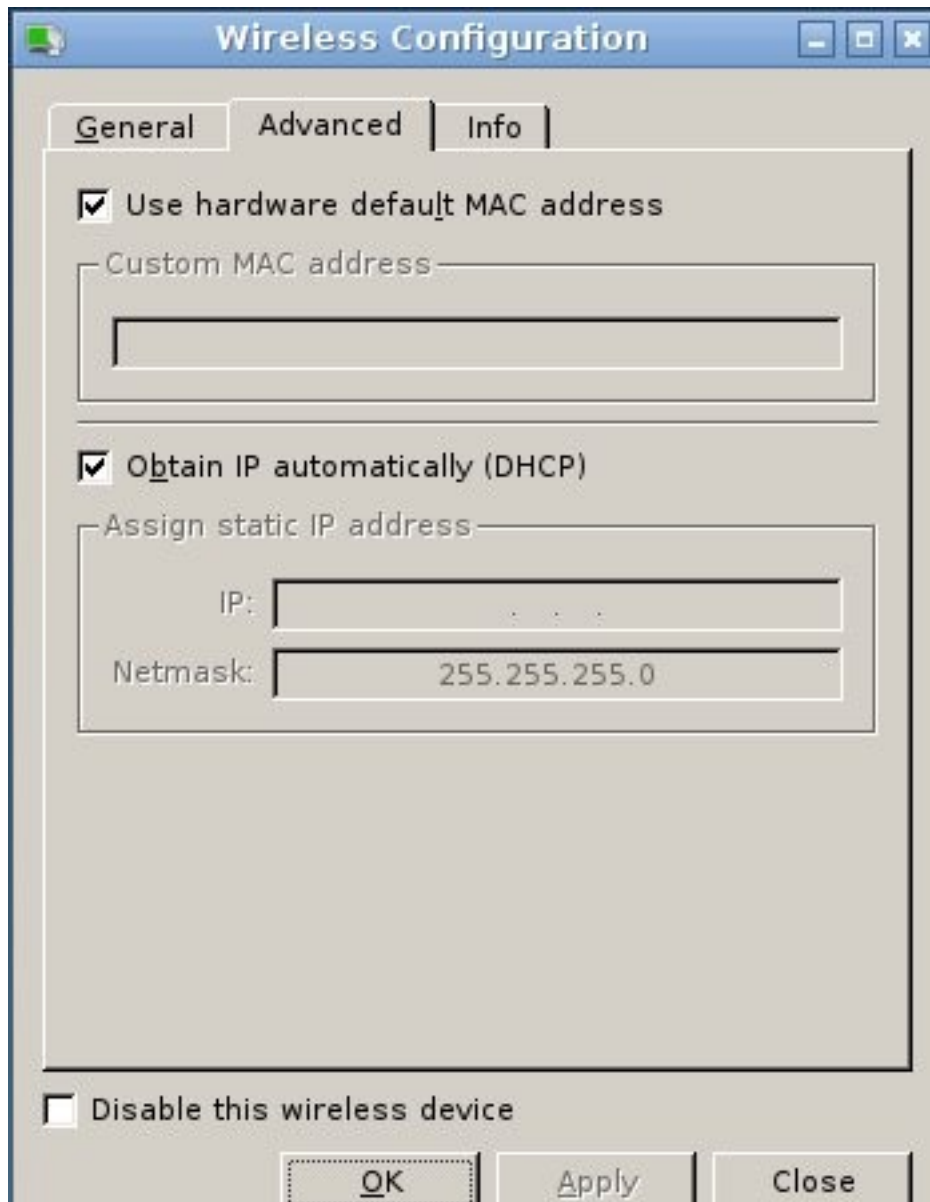 Wireless Configuration
General Advanced Info
Use hardware default MAC address
Custom MAC address
Obtain IP automatically (DHCP)
Assign static IP address
IP: . . .
Netmask: 255.255.255.0
Disable this wireless device
OK Apply Close